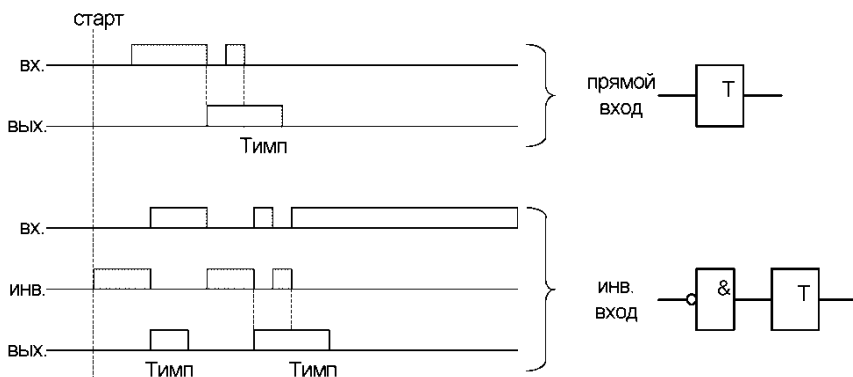 старт
вх.
вых.
Тимп
прямой
вход
T
вх.
инв.
вых.
Тимп
Тимп
инв.
вход
&
T